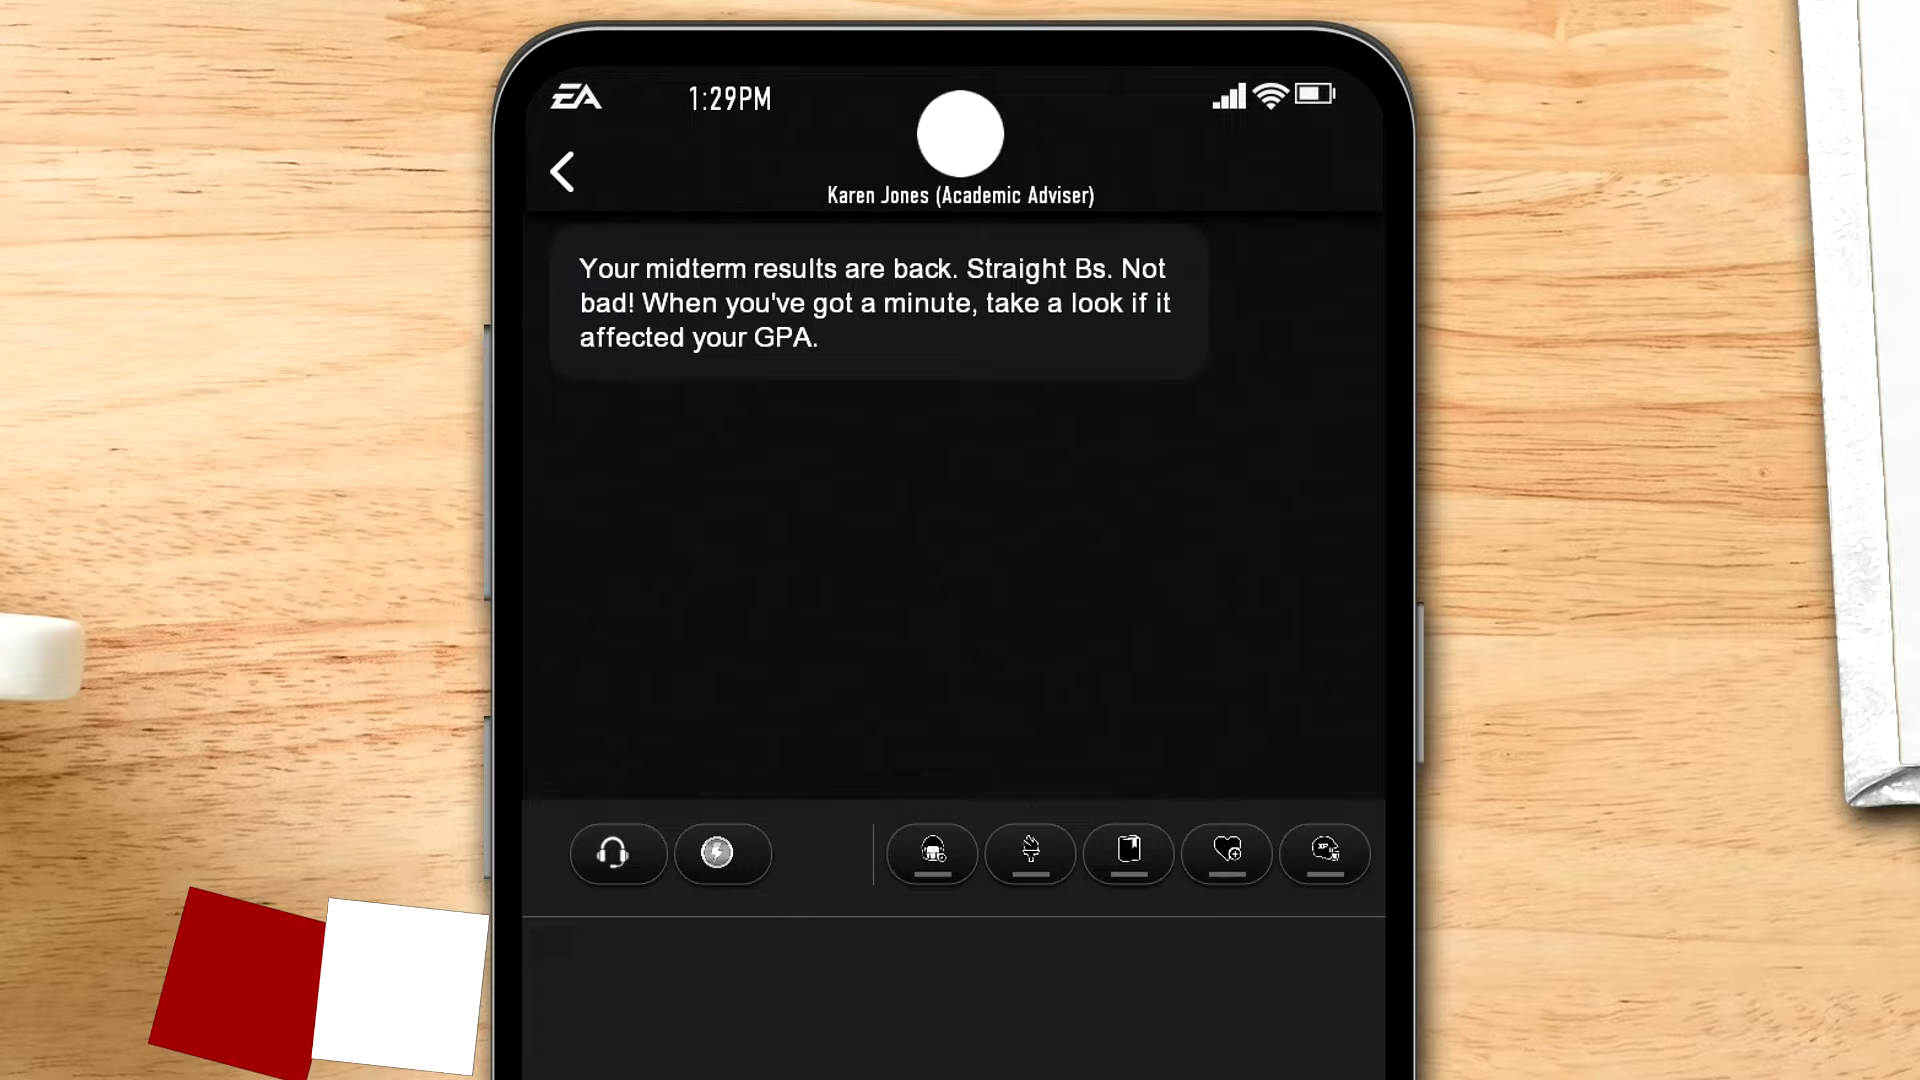 EA
1:29PM
Karen Jones (Academic Adviser)
Your midterm results are back. Straight Bs. Not
bad! When you've got a minute, take a look if it
affected your GPA.
XP